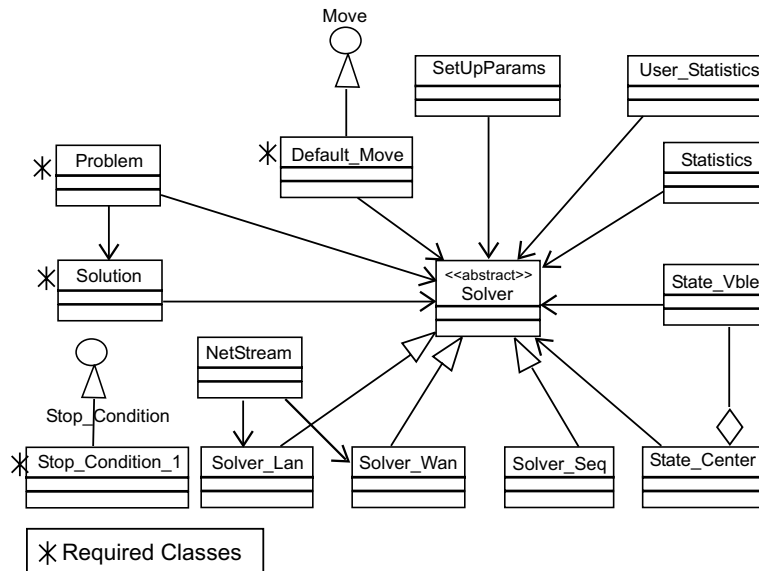 Move
SetUpParams
User_Statistics
Problem
Default_Move
Statistics
<<abstract>>
Solver
Solution
State_Vble
NetStream
Stop_Condition
Stop_Condition_1
Solver_Lan
Solver_Wan
Solver_Seq
State_Center
Required Classes